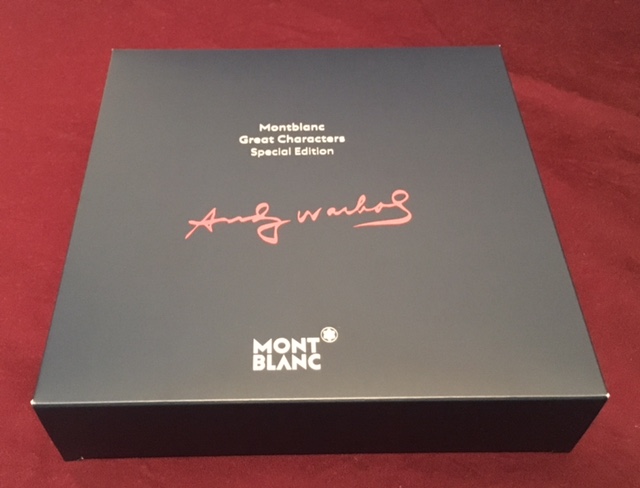 Montblanc
Great Characters
Special Edition
Andy Warhol
MONT
BLANC